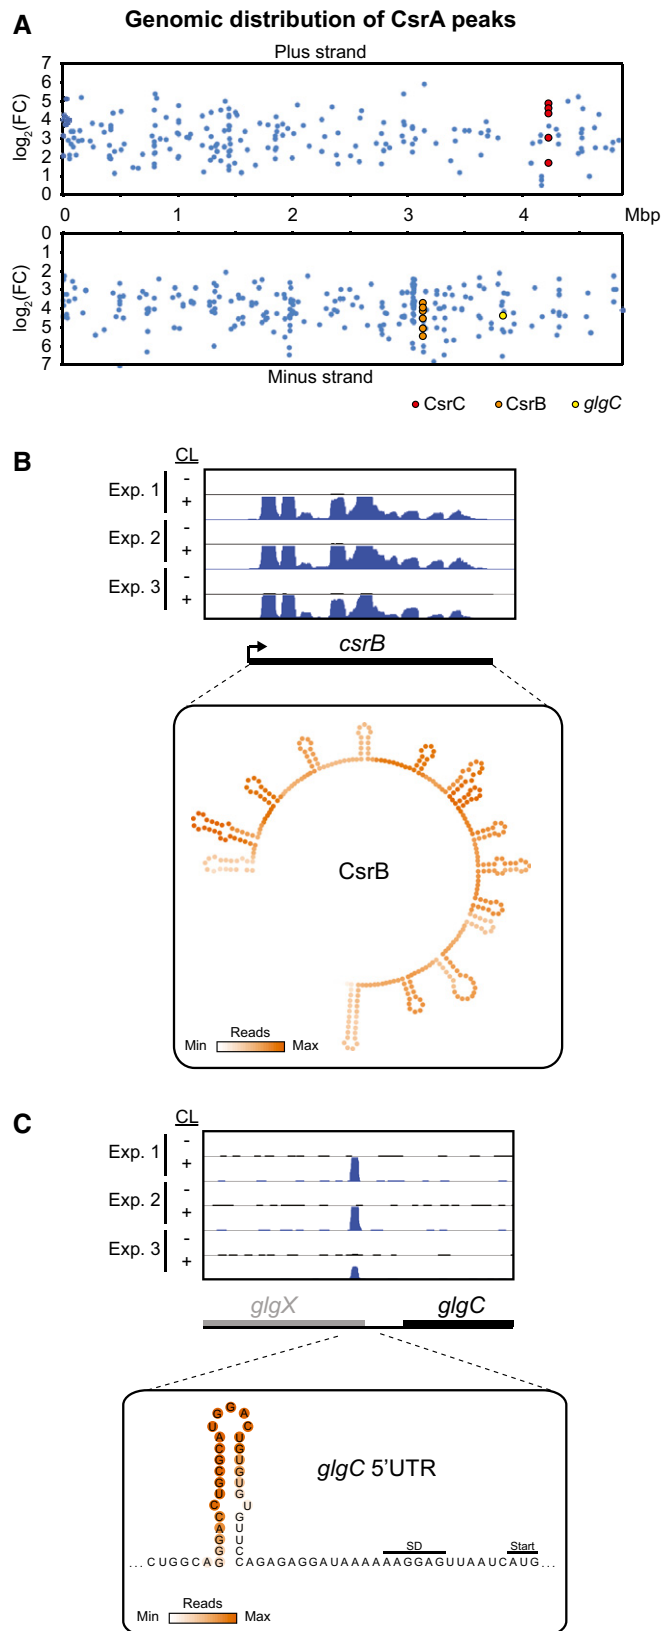 A
Genomic distribution of CsrA peaks
Plus strand
log2(FC)
7
6
5
4
3
2
1
0
0 1 2 3 4 Mbp
log2(FC)
0
1
2
3
4
5
6
7
Minus strand
CsrC CsrB glgC
B
CL
Exp. 1 - +
Exp. 2 - +
Exp. 3 - +
csrB
CsrB
Reads
Min Max
C
CL
Exp. 1 - +
Exp. 2 - +
Exp. 3 - +
glgX glgC
glgC 5'UTR
G G A
U C
A U
C G
G U
C G
G U
U G
C U
C G
A U
G U
G C
SD Start
...CUGGCAG CAGAGAGGAUAAAAAAGGAGUUAAUCAUG...
Reads
Min Max